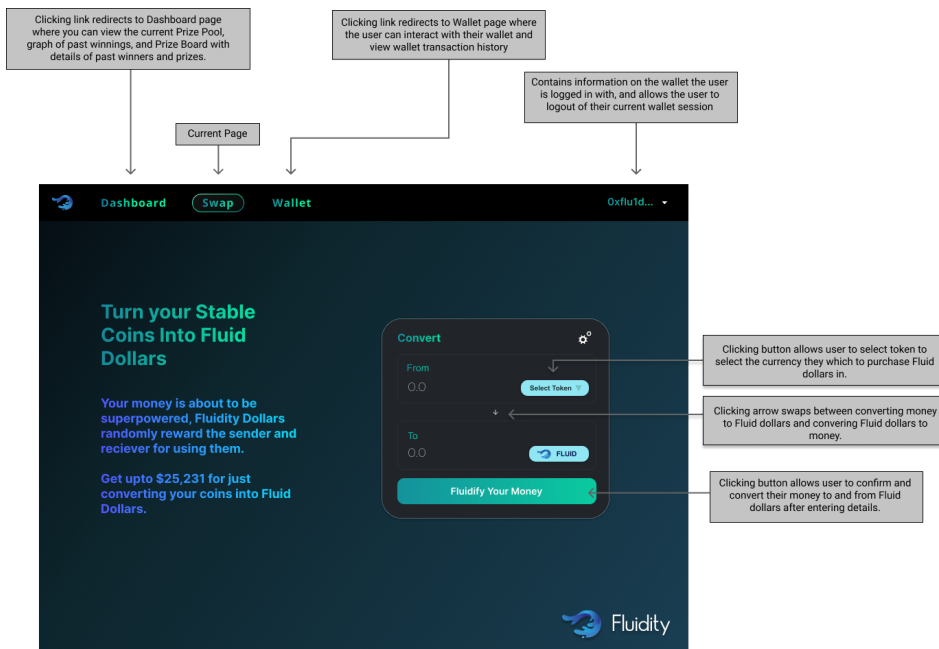 Clicking link redirects to Dashboard page
where you can view the current Prize Pool,
graph of past winnings, and Prize Board with
details of past winners and prizes.
Clicking link redirects to Wallet page where
the user can interact with their wallet and
view wallet transaction history
Contains information on the wallet the user
is logged in with, and allows the user to
logout of their current wallet session
Current Page
Dashboard
Swap
Wallet
0xflu1d...
Turn your Stable
Coins Into Fluid
Dollars
Your money is about to be
superpowered, Fluidity Dollars
randomly reward the sender and
reciever for using them.
Get upto $25,231 for just
converting your coins into Fluid
Dollars.
Convert
From
0.0
Select Token
To
0.0
FLUID
Fluidify Your Money
Clicking button allows user to select token to
select the currency they which to purchase Fluid
dollars in.
Clicking arrow swaps between converting money
to Fluid dollars and convering Fluid dollars to
money.
Clicking button allows user to confirm and
convert their money to and from Fluid
dollars after entering details.
Fluidity